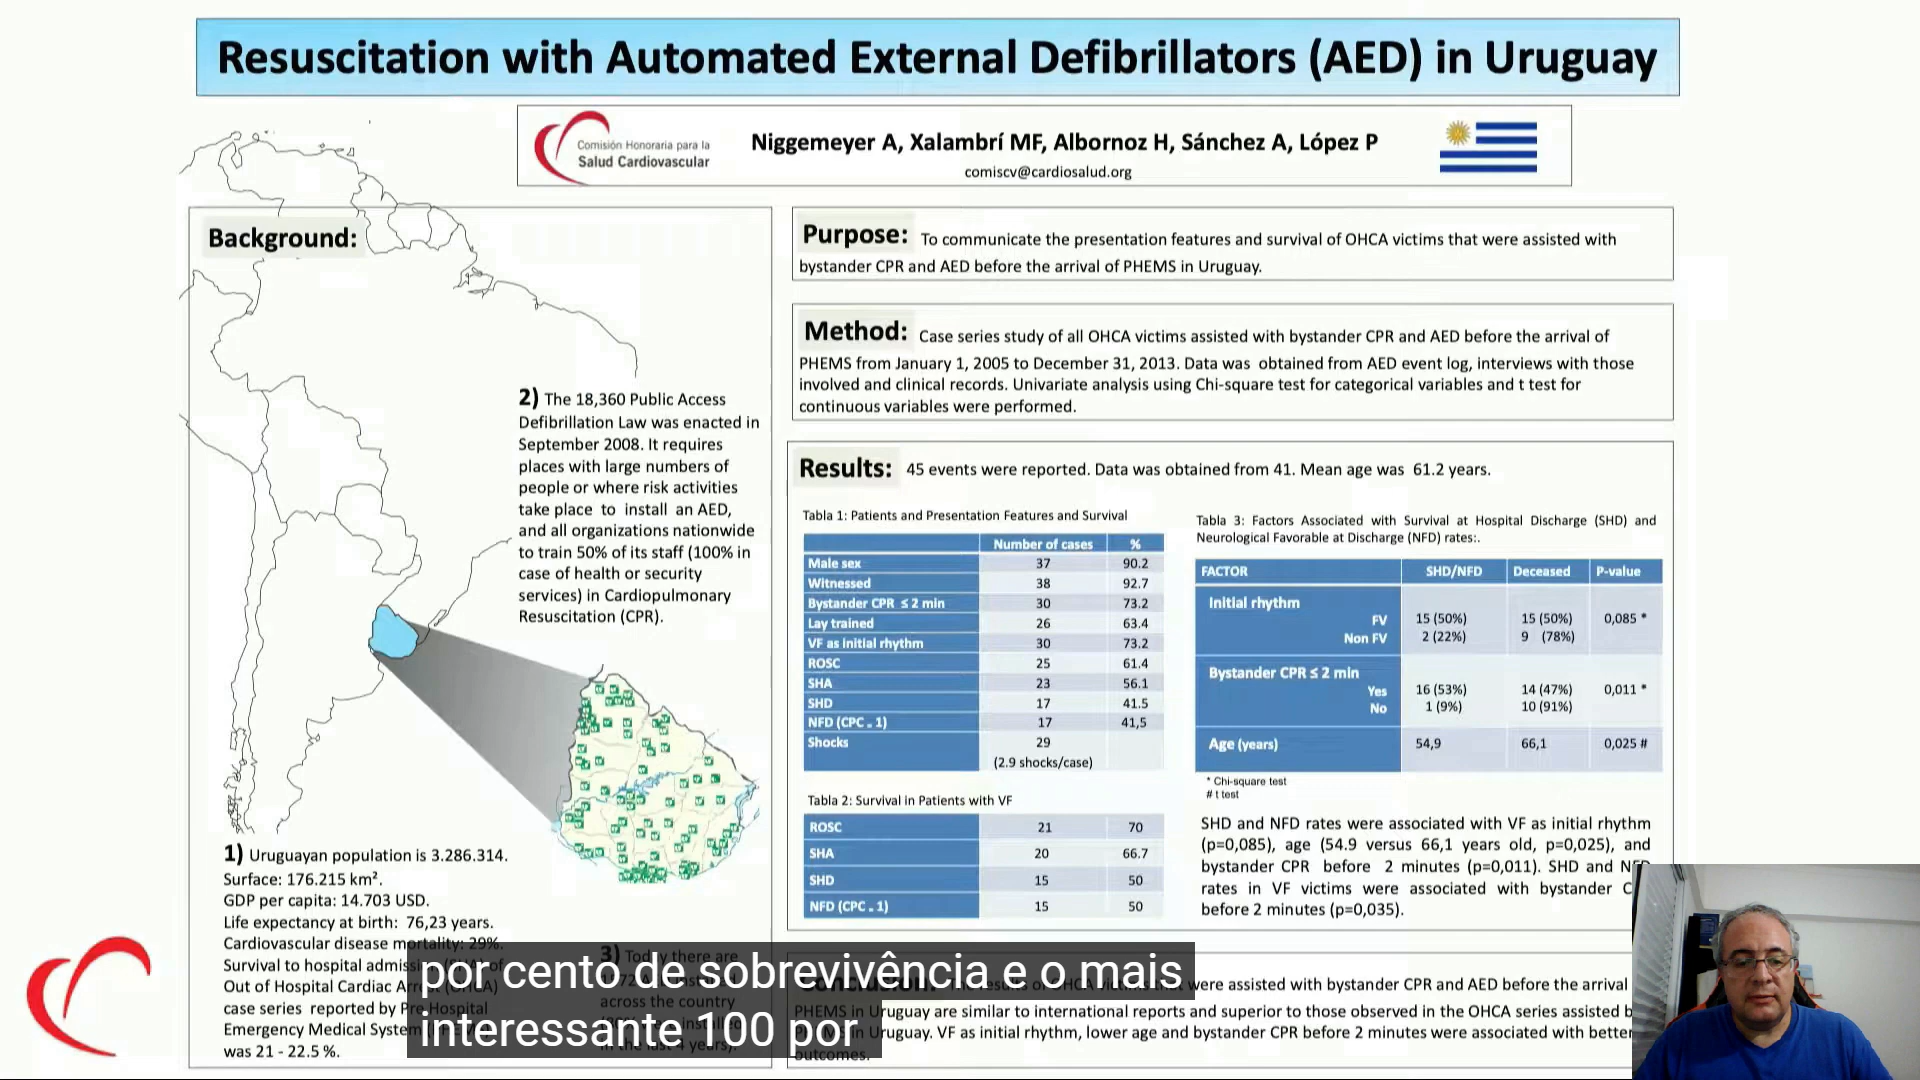 Resuscitation with Automated External Defibrillators (AED) in Uruguay
Comisión Honoraria para la
Salud Cardiovascular
Niggemeyer A, Xalambrí MF, Albornoz H, Sánchez A, López P
comiscv@cardiosalud.org
Background:
2) The 18,360 Public Access
Defibrillation Law was enacted in
September 2008. It requires
places with large numbers of
people or where risk activities
take place to install an AED,
and all organizations nationwide
to train 50% of its staff (100% in
case of health or security
services) in Cardiopulmonary
Resuscitation (CPR).
1) Uruguayan population is 3.286.314.
Surface: 176.215 km².
GDP per capita: 14.703 USD.
Life expectancy at birth: 76,23 years.
Cardiovascular disease mortality: 29%.
Survival to hospital admission (SHA) of
Out of Hospital Cardiac Arrest (OHCA)
case series reported by Pre Hospital
Emergency Medical System
was 21 - 22.5 %.
3) Today there are
across the country
in the last 4 years).
Purpose: To communicate the presentation features and survival of OHCA victims that were assisted with
bystander CPR and AED before the arrival of PHEMS in Uruguay.
Method: Case series study of all OHCA victims assisted with bystander CPR and AED before the arrival of
PHEMS from January 1, 2005 to December 31, 2013. Data was obtained from AED event log, interviews with those
involved and clinical records. Univariate analysis using Chi-square test for categorical variables and t test for
continuous variables were performed.
Results: 45 events were reported. Data was obtained from 41. Mean age was 61.2 years.
Tabla 1: Patients and Presentation Features and Survival
Number of cases %
Male sex 37 90.2
Witnessed 38 92.7
Bystander CPR ≤ 2 min 30 73.2
Lay trained 26 63.4
VF as initial rhythm 30 73.2
ROSC 25 61.4
SHA 23 56.1
SHD 17 41.5
NFD (CPC = 1) 17 41,5
Shocks 29
(2.9 shocks/case)
Tabla 2: Survival in Patients with VF
ROSC 21 70
SHA 20 66.7
SHD 15 50
NFD (CPC = 1) 15 50
Tabla 3: Factors Associated with Survival at Hospital Discharge (SHD) and
Neurological Favorable at Discharge (NFD) rates:.
FACTOR SHD/NFD Deceased P-value
Initial rhythm
FV 15 (50%) 15 (50%) 0,085 *
Non FV 2 (22%) 9 (78%)
Bystander CPR ≤ 2 min
Yes 16 (53%) 14 (47%) 0,011 *
No 1 (9%) 10 (91%)
Age (years) 54,9 66,1 0,025 #
* Chi-square test
# t test
SHD and NFD rates were associated with VF as initial rhythm
(p=0,085), age (54.9 versus 66,1 years old, p=0,025), and
bystander CPR before 2 minutes (p=0,011). SHD and NFD
rates in VF victims were associated with bystander C
before 2 minutes (p=0,035).
Conclusion: The results of OHCA victims that were assisted with bystander CPR and AED before the arrival
PHEMS in Uruguay are similar to international reports and superior to those observed in the OHCA series assisted b
Uruguay. VF as initial rhythm, lower age and bystander CPR before 2 minutes were associated with better
outcomes.
por cento de sobrevivência e o mais
interessante 100 por